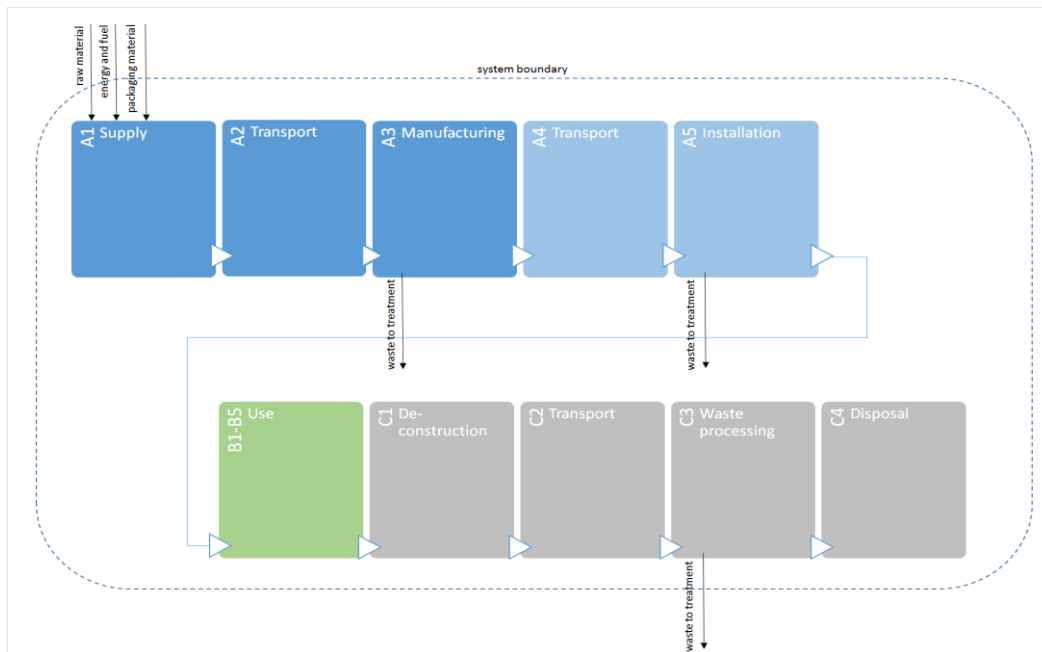 raw material
energy and fuel
packaging material
system boundary
A1 Supply
A2 Transport
A3 Manufacturing
A4 Transport
A5 Installation
waste to treatment
waste to treatment
B1-B5 Use
C1 De-
construction
C2 Transport
C3 Waste
processing
C4 Disposal
waste to treatment